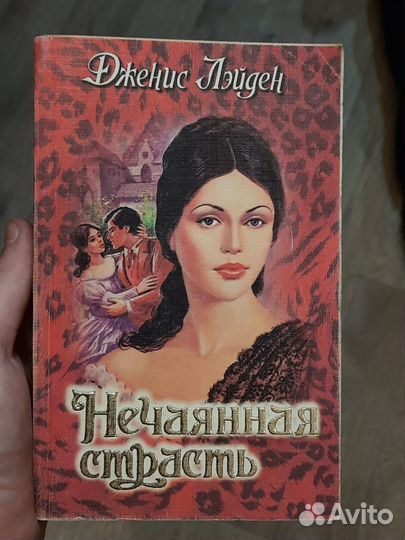 Дженис Лэйден
Нечаянная
страсть
Avito